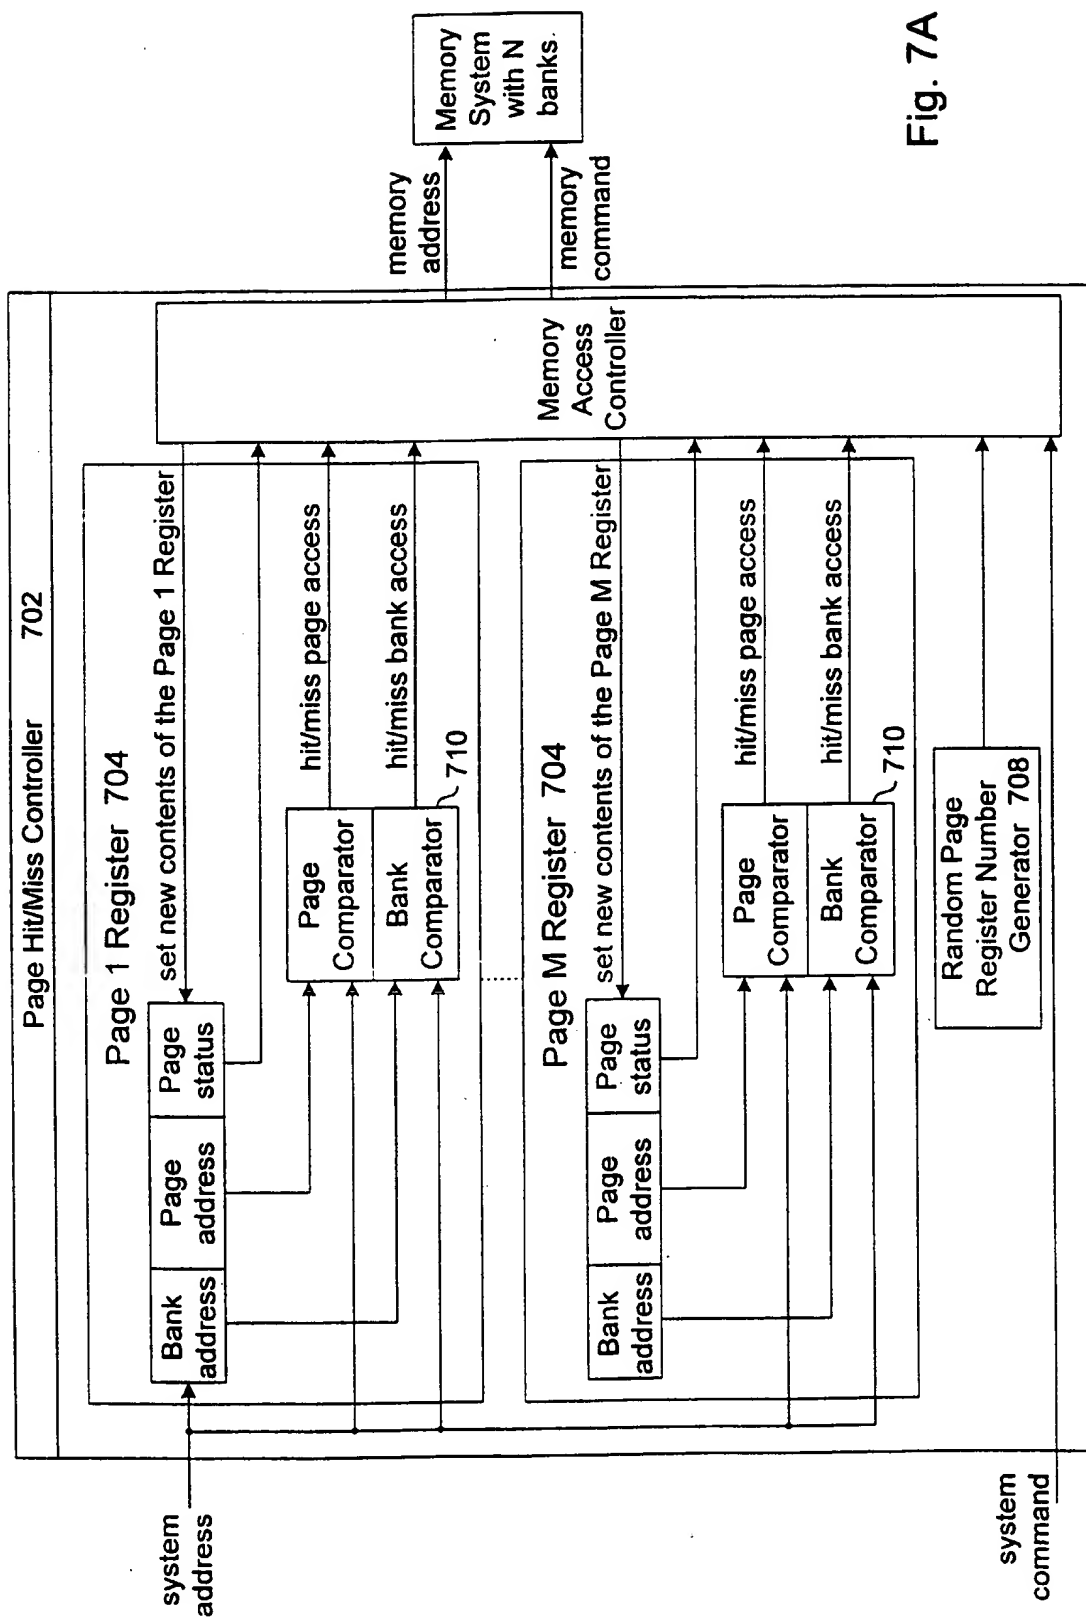 Page Hit/Miss Controller 702
Page 1 Register 704
set new contents of the Page 1 Register
Bank
address
Page
address
Page
status
Page
Comparator
Bank
Comparator
710
hit/miss page access
hit/miss bank access
Page M Register 704
set new contents of the Page M Register
Bank
address
Page
address
Page
status
Page
Comparator
Bank
Comparator
710
hit/miss page access
hit/miss bank access
Random Page
Register Number
Generator 708
Memory
Access
Controller
memory
address
memory
command
Memory
System
with N
banks.
system
address
system
command
Fig. 7A